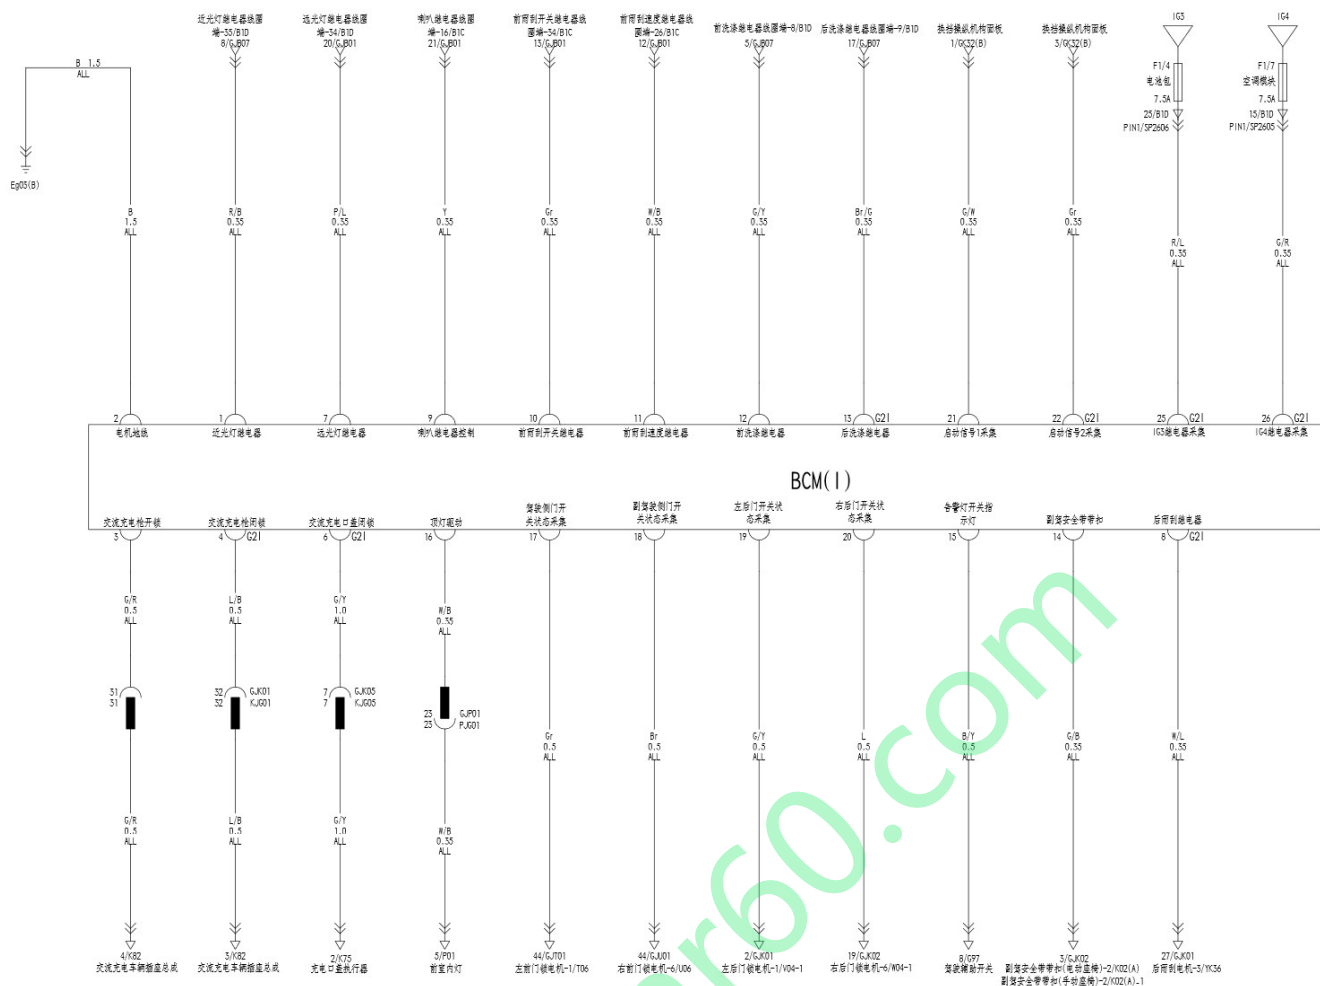 近光灯继电器线圈
端-35/B1D
8/GJB07
远光灯继电器线圈
端-34/B1D
20/GJB01
喇叭继电器线圈
端-16/B1C
21/GJB01
前雨刮开关继电器线
圈端-34/B1C
13/GJB01
前雨刮速度继电器线
圈端-26/B1C
12/GJB01
前洗涤继电器线圈端-8/B1D
5/GJB07
后洗涤继电器线圈端-9/B1D
17/GJB07
换挡操纵机构面板
1/GK32(B)
换挡操纵机构面板
3/GK32(B)
IG3
IG4
B 1.5
ALL
F1/4
电池包
7.5A
25/B1D
PIN1/SP2606
F1/7
空调模块
7.5A
15/B1D
PIN1/SP2605
Ep05(B)
B
1.5
ALL
R/B
0.35
ALL
P/L
0.35
ALL
Y
0.35
ALL
Gr
0.35
ALL
W/B
0.35
ALL
G/Y
0.35
ALL
Br/G
0.35
ALL
G/W
0.35
ALL
Gr
0.35
ALL
R/L
0.35
ALL
G/R
0.35
ALL
2
1
7
9
10
11
12
13 G2I
21
22 G2I
25 G2I
26 G2I
电机地线
近光灯继电器
远光灯继电器
喇叭继电器控制
前雨刮开关继电器
前雨刮速度继电器
前洗涤继电器
后洗涤继电器
启动信号1采集
启动信号2采集
IG3继电器采集
IG4继电器采集
BCM(I)
交流充电枪开锁
交流充电枪闭锁
交流充电口盖闭锁
顶灯驱动
驾驶侧门开
关状态采集
副驾驶侧门开
关状态采集
左后门开关状
态采集
右后门开关状
态采集
告警灯开关指
示灯
副驾安全带带扣
后雨刮继电器
3
4 G2I
6 G2I
16
17
18
19
20
15
14
8 G2I
G/R
0.5
ALL
L/B
0.5
ALL
G/Y
1.0
ALL
W/B
0.35
ALL
31
31
32 GJK01
32 KJG01
7 GJK05
7 KJG05
23 GJP01
23 PJG01
Gr
0.5
ALL
Br
0.5
ALL
G/Y
0.5
ALL
L
0.5
ALL
B/Y
0.5
ALL
G/B
0.35
ALL
W/L
0.35
ALL
G/R
0.5
ALL
L/B
0.5
ALL
G/Y
1.0
ALL
W/B
0.35
ALL
4/K82
交流充电车辆插座总成
3/K82
交流充电车辆插座总成
2/K75
充电口盖执行器
5/P01
前室内灯
44/GJT01
左前门锁电机-1/T06
44/GJU01
右前门锁电机-6/U06
2/GJK01
左后门锁电机-1/V04-1
19/GJK02
右后门锁电机-6/W04-1
8/G97
驾驶辅助开关
3/GJK02
副驾安全带带扣(电动座椅)-2/K02(A)
副驾安全带带扣(手动座椅)-2/K02(A)-1
27/GJK01
后雨刮电机-3/YK36
r60.com